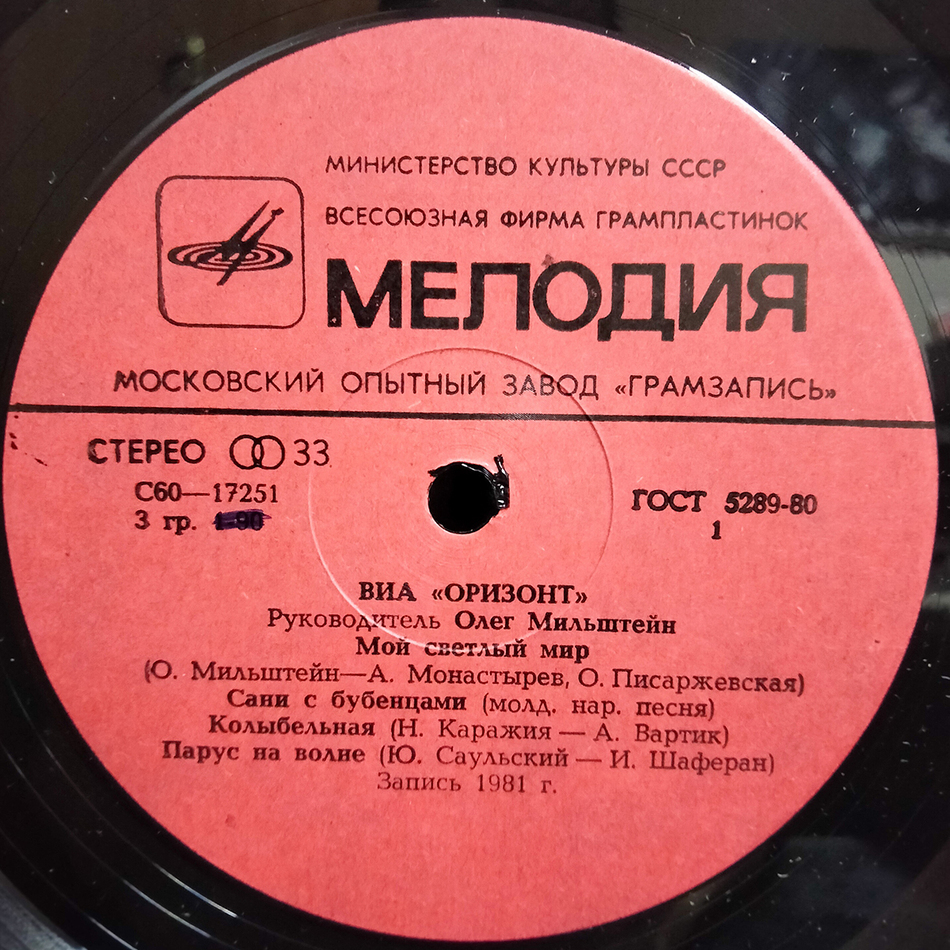 МИНИСТЕРСТВО КУЛЬТУРЫ СССР
ВСЕСОЮЗНАЯ ФИРМА ГРАМПЛАСТИНОК
МЕЛОДИЯ
МОСКОВСКИЙ ОПЫТНЫЙ ЗАВОД «ГРАМЗАПИСЬ»
СТЕРЕО 33
С60—17251
3 гр. 1-90
ГОСТ 5289-80
1
ВИА «ОРИЗОНТ»
Руководитель Олег Мильштейн
Мой светлый мир
(О. Мильштейн—А. Монастырев, О. Писаржевская)
Сани с бубенцами (молд. нар. песня)
Колыбельная (Н. Каражия — А. Вартик)
Парус на волне (Ю. Саульский — И. Шаферан)
Запись 1981 г.